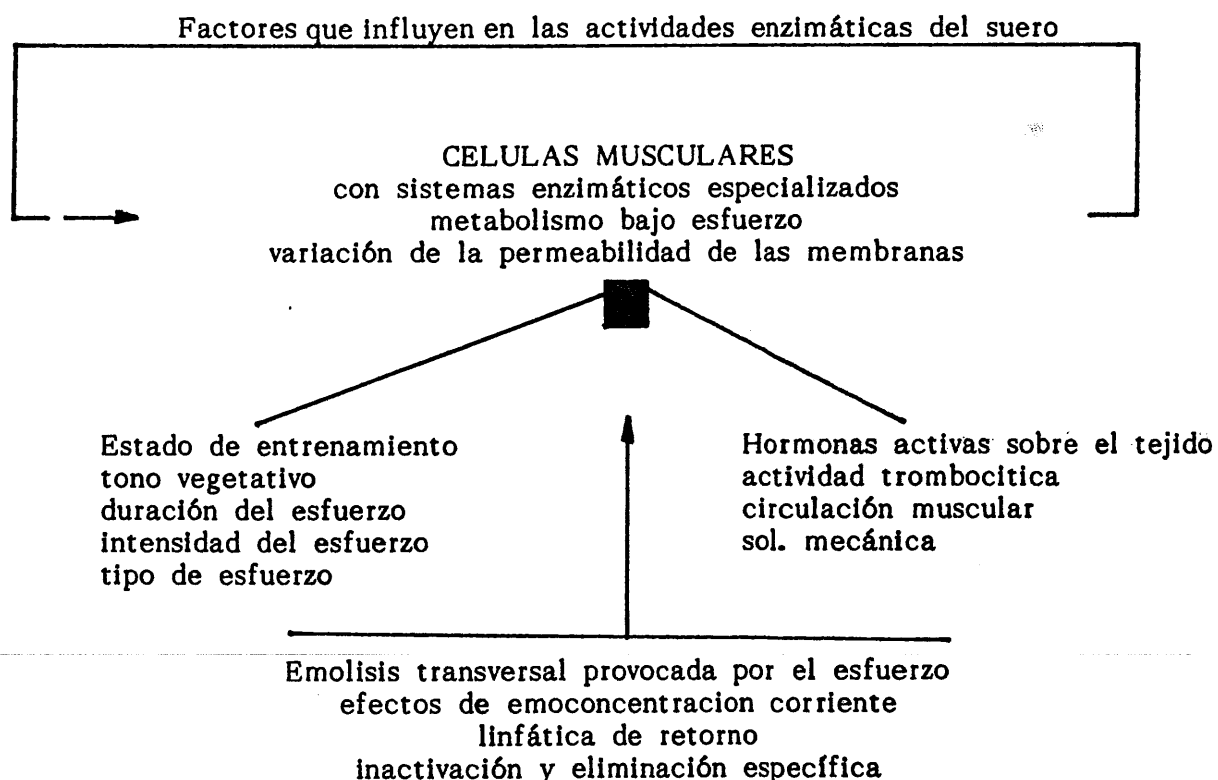 Factores que influyen en las actividades enzimáticas del suero
CELULAS MUSCULARES
con sistemas enzimáticos especializados
metabolismo bajo esfuerzo
variación de la permeabilidad de las membranas
Estado de entrenamiento
tono vegetativo
duración del esfuerzo
intensidad del esfuerzo
tipo de esfuerzo
Hormonas activas sobre el tejido
actividad trombocitica
circulación muscular
sol. mecánica
Emolisis transversal provocada por el esfuerzo
efectos de emoconcentracion corriente
linfática de retorno
inactivación y eliminación específica